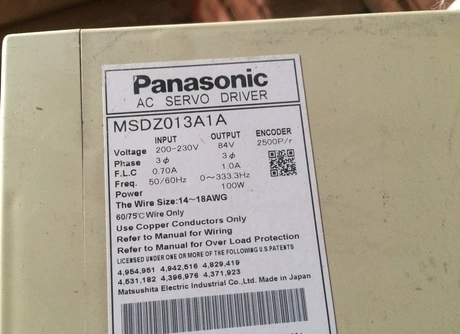 Panasonic
AC SERVO DRIVER
MSDZ013A1A
INPUT OUTPUT ENCODER
Voltage 200-230V 84V 2500P/r
Phase 3ϕ 3ϕ
F.L.C 0.70A 1.0A
Freq. 50/60Hz 0~333.3Hz
Power 100W
The Wire Size:14~18AWG
60/75℃ Wire Only
Use Copper Conductors Only
Refer to Manual for Wiring
Refer to Manual for Over Load Protection
LICENSED UNDER ONE OR MORE OF THE FOLLOWING U.S.PATENTS
4,954,951 4,942,516 4,829,419
4,531,182 4,396,976 4,371,923
Matsushita Electric Industrial Co.,Ltd. Made in Japan